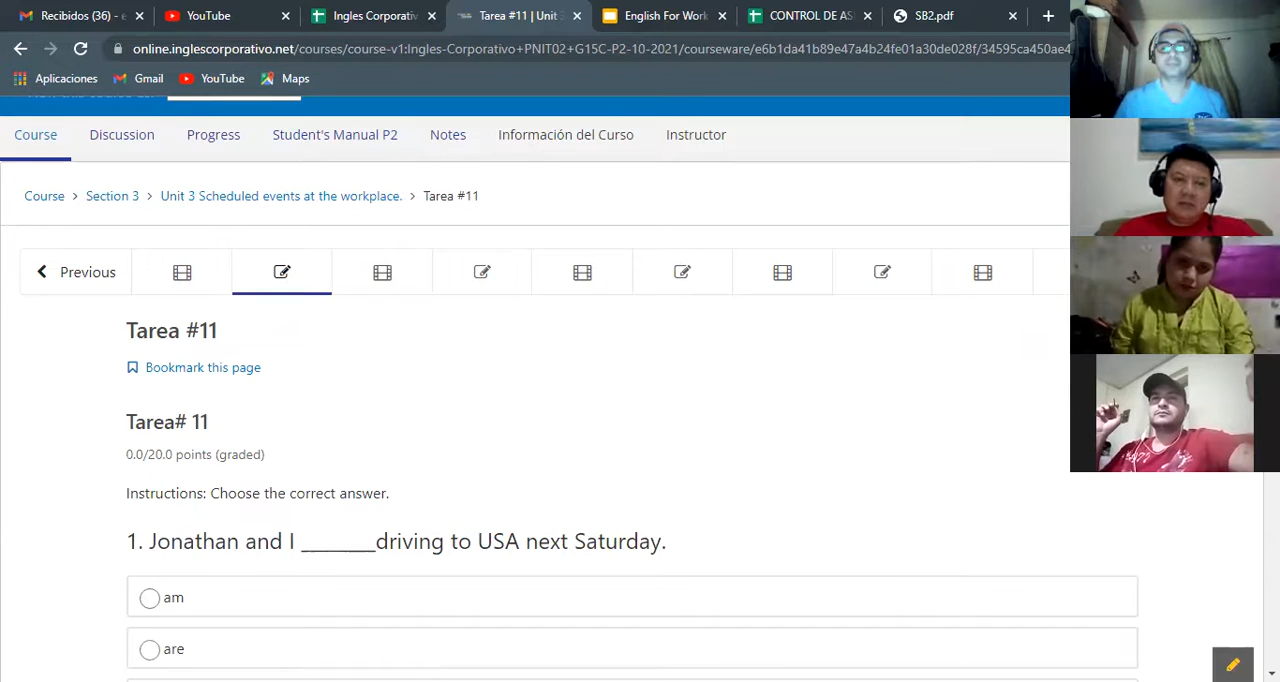 Recibidos (36) - e
YouTube
Ingles Corporativ
Tarea #11 | Unit
English For Work
CONTROL DE AS
SB2.pdf
online.inglescorporativo.net/courses/course-v1:Ingles-Corporativo+PNIT02+G15C-P2-10-2021/courseware/e6b1da41b89e47a4b24fe01a30de028f/34595ca450ae4
Aplicaciones
Gmail
YouTube
Maps
Course
Discussion
Progress
Student's Manual P2
Notes
Información del Curso
Instructor
Course > Section 3 > Unit 3 Scheduled events at the workplace. > Tarea #11
Previous
Tarea #11
Bookmark this page
Tarea# 11
0.0/20.0 points (graded)
Instructions: Choose the correct answer.
1. Jonathan and I _______driving to USA next Saturday.
am
are